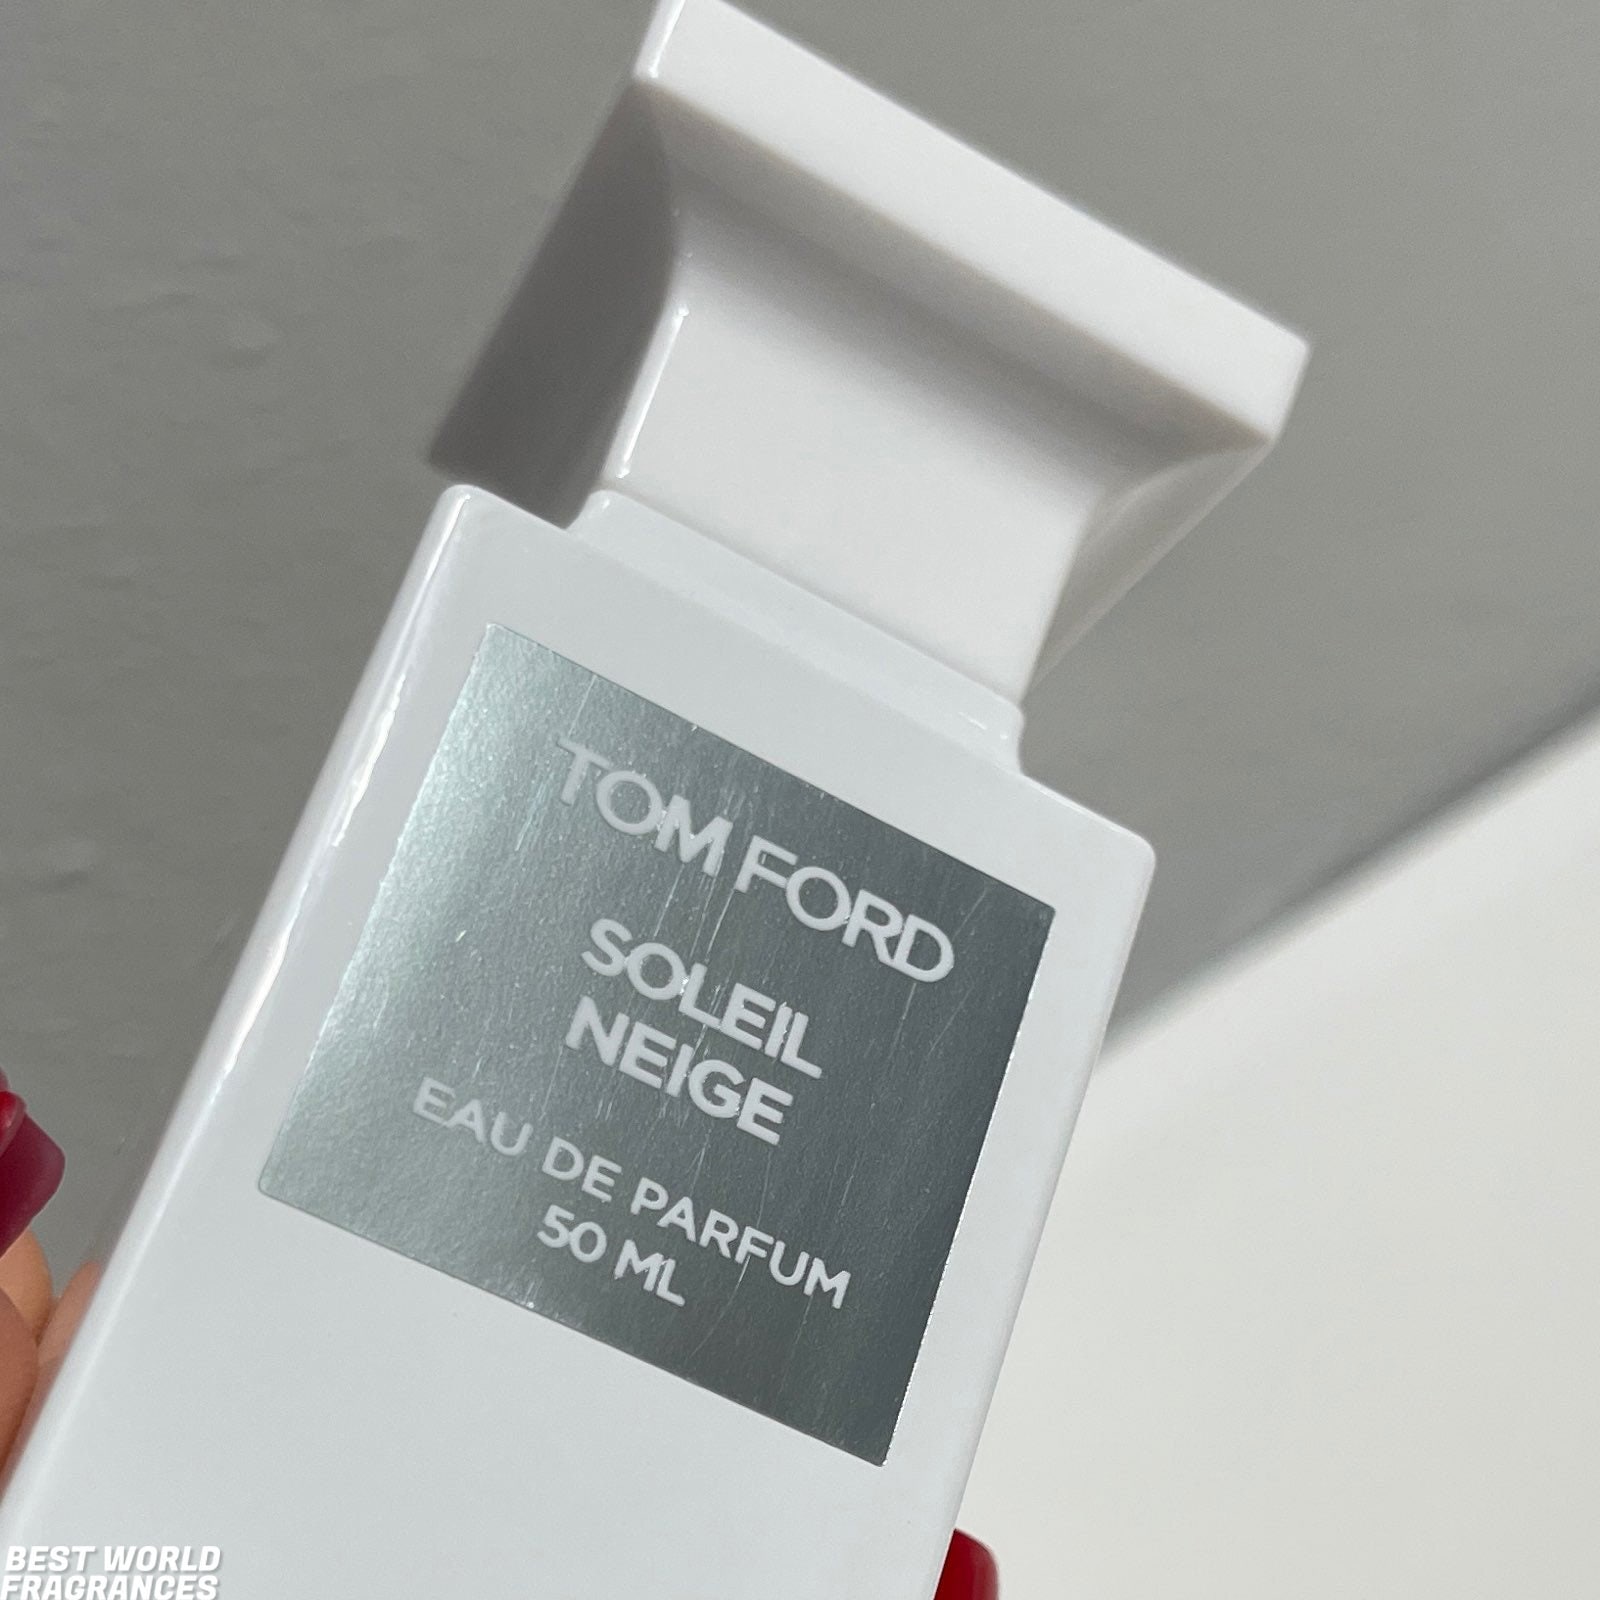 TOM FORD
SOLEIL
NEIGE
EAU DE PARFUM
50 ML
BEST WORLD
FRAGRANCES